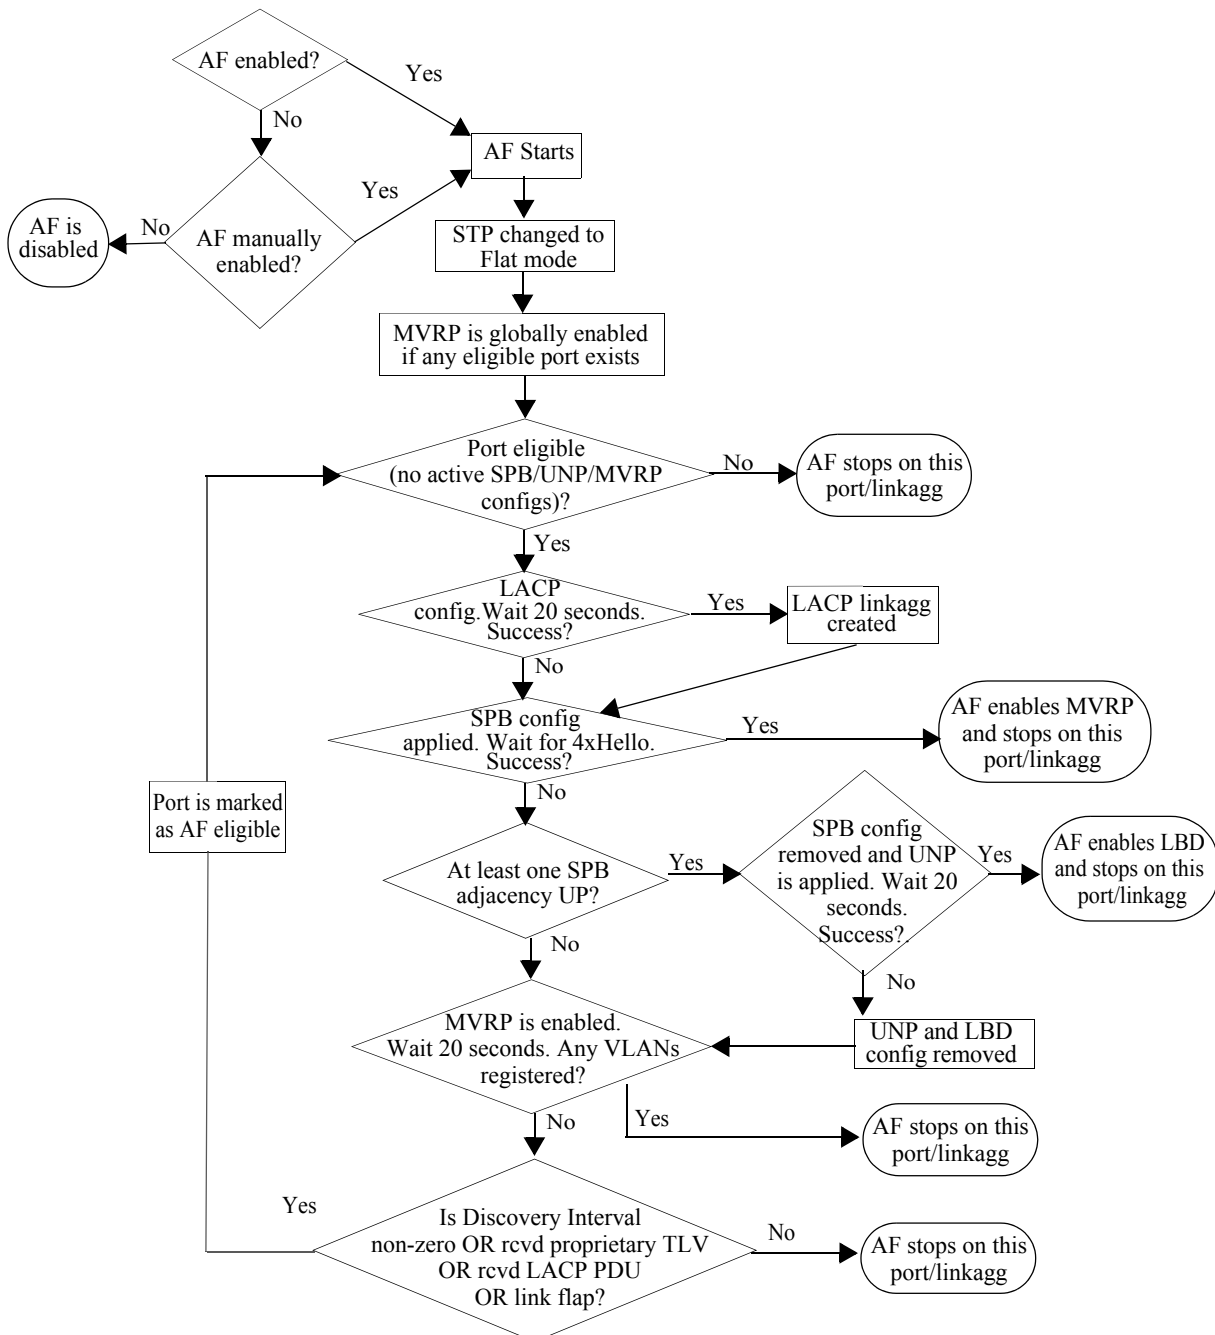 AF enabled?
Yes
No
AF Starts
Yes
AF is
disabled
No
AF manually
enabled?
STP changed to
Flat mode
MVRP is globally enabled
if any eligible port exists
Port eligible
(no active SPB/UNP/MVRP
configs)?
No
AF stops on this
port/linkagg
Yes
LACP
config.Wait 20 seconds.
Success?
Yes
LACP linkagg
created
No
SPB config
applied. Wait for 4xHello.
Success?
Yes
AF enables MVRP
and stops on this
port/linkagg
No
Port is marked
as AF eligible
At least one SPB
adjacency UP?
Yes
SPB config
removed and UNP
is applied. Wait 20
seconds.
Success?.
Yes
AF enables LBD
and stops on this
port/linkagg
No
No
MVRP is enabled.
Wait 20 seconds. Any VLANs
registered?
UNP and LBD
config removed
Yes
AF stops on this
port/linkagg
No
Yes
Is Discovery Interval
non-zero OR rcvd proprietary TLV
OR rcvd LACP PDU
OR link flap?
No
AF stops on this
port/linkagg